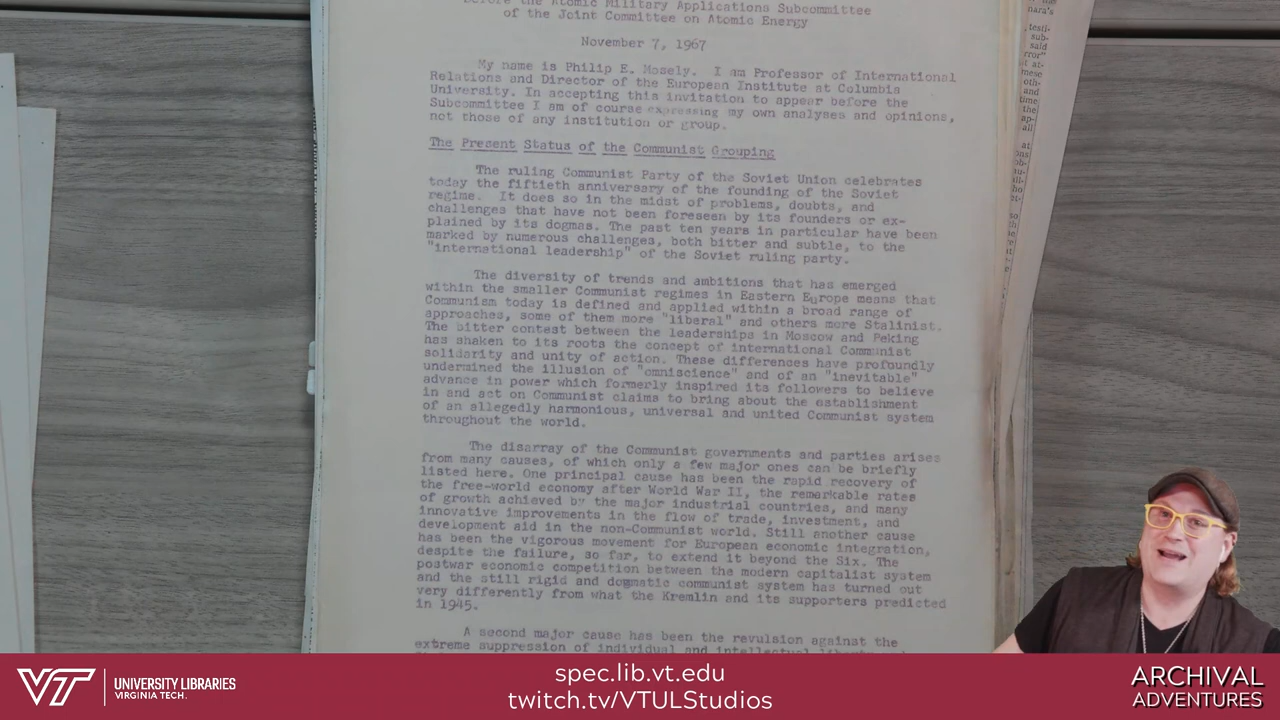 before the Atomic Military Applications Subcommittee
of the Joint Committee on Atomic Energy
November 7, 1967
My name is Philip E. Mosely. I am Professor of International
Relations and Director of the European Institute at Columbia
University. In accepting this invitation to appear before the
Subcommittee I am of course expressing my own analyses and opinions,
not those of any institution or group.
The Present Status of the Communist Grouping
The ruling Communist Party of the Soviet Union celebrates
today the fiftieth anniversary of the founding of the Soviet
regime. It does so in the midst of problems, doubts, and
challenges that have not been foreseen by its founders or ex-
plained by its dogmas. The past ten years in particular have been
marked by numerous challenges, both bitter and subtle, to the
"international leadership" of the Soviet ruling party.
The diversity of trends and ambitions that has emerged
within the smaller Communist regimes in Eastern Europe means that
Communism today is defined and applied within a broad range of
approaches, some of them more "liberal" and others more Stalinist.
The bitter contest between the leaderships in Moscow and Peking
has shaken to its roots the concept of international Communist
solidarity and unity of action. These differences have profoundly
undermined the illusion of "omniscience" and of an "inevitable"
advance in power which formerly inspired its followers to believe
in and act on Communist claims to bring about the establishment
of an allegedly harmonious, universal and united Communist system
throughout the world.
The disarray of the Communist governments and parties arises
from many causes, of which only a few major ones can be briefly
listed here. One principal cause has been the rapid recovery of
the free-world economy after World War II, the remarkable rates
of growth achieved by the major industrial countries, and many
innovative improvements in the flow of trade, investment, and
development aid in the non-Communist world. Still another cause
has been the vigorous movement for European economic integration,
despite the failure, so far, to extend it beyond the Six. The
postwar economic competition between the modern capitalist system
and the still rigid and dogmatic communist system has turned out
very differently from what the Kremlin and its supporters predicted
in 1945.
A second major cause has been the revulsion against the
extreme suppression of individual and intellectual
nara's
testi-
sub-
said
rror"
at-
these
oth-
and
time
the
ap-
all
VT
UNIVERSITY LIBRARIES
VIRGINIA TECH.
spec.lib.vt.edu
twitch.tv/VTULStudios
ARCHIVAL
ADVENTURES